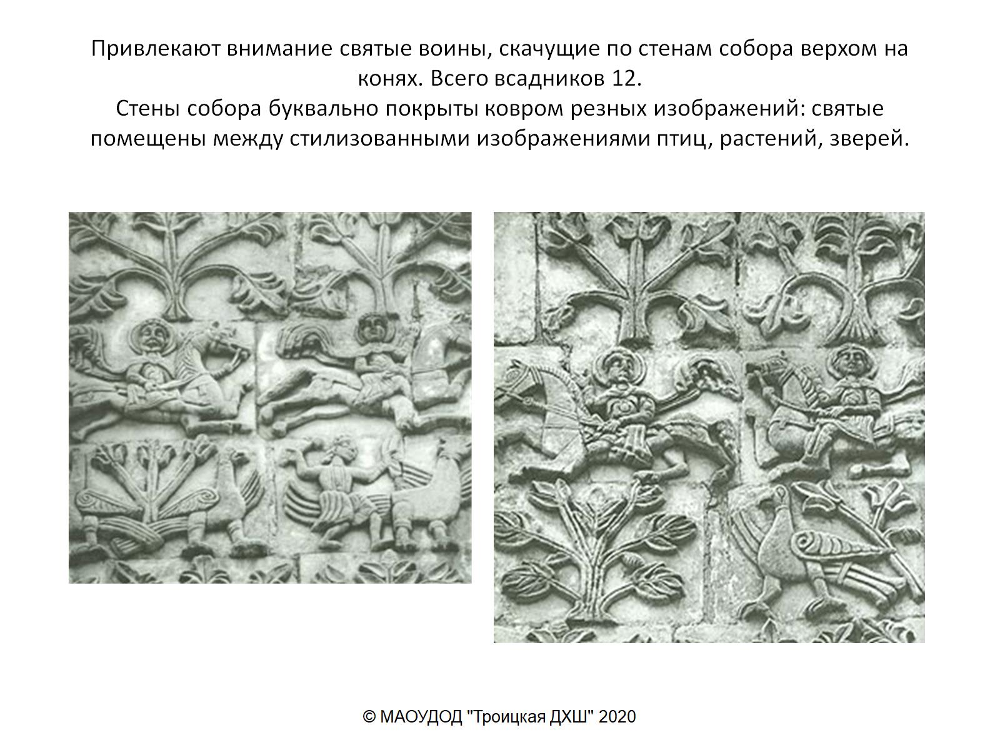 Привлекают внимание святые воины, скачущие по стенам собора верхом на
конях. Всего всадников 12.
Стены собора буквально покрыты ковром резных изображений: святые
помещены между стилизованными изображениями птиц, растений, зверей.
© МАОУДОД "Троицкая ДХШ" 2020